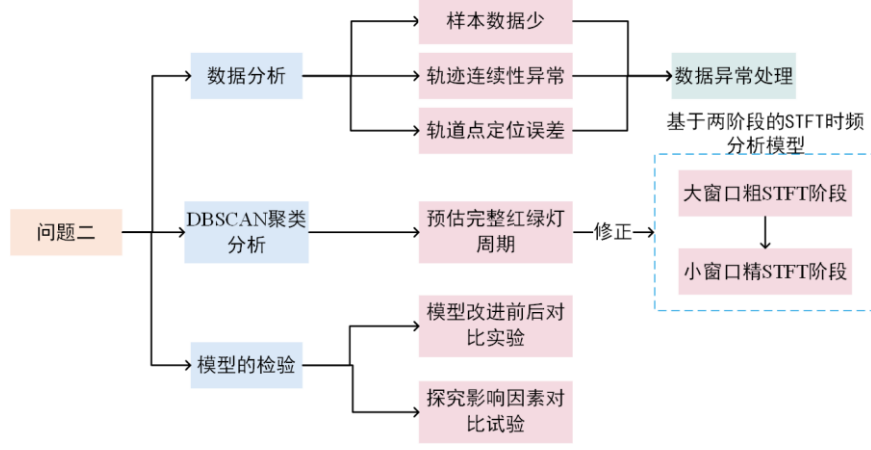 样本数据少
数据分析
轨迹连续性异常
数据异常处理
轨道点定位误差
基于两阶段的STFT时频
分析模型
大窗口粗STFT阶段
问题二
DBSCAN聚类
分析
预估完整红绿灯
周期
修正
小窗口精STFT阶段
模型改进前后对
比实验
模型的检验
探究影响因素对
比试验